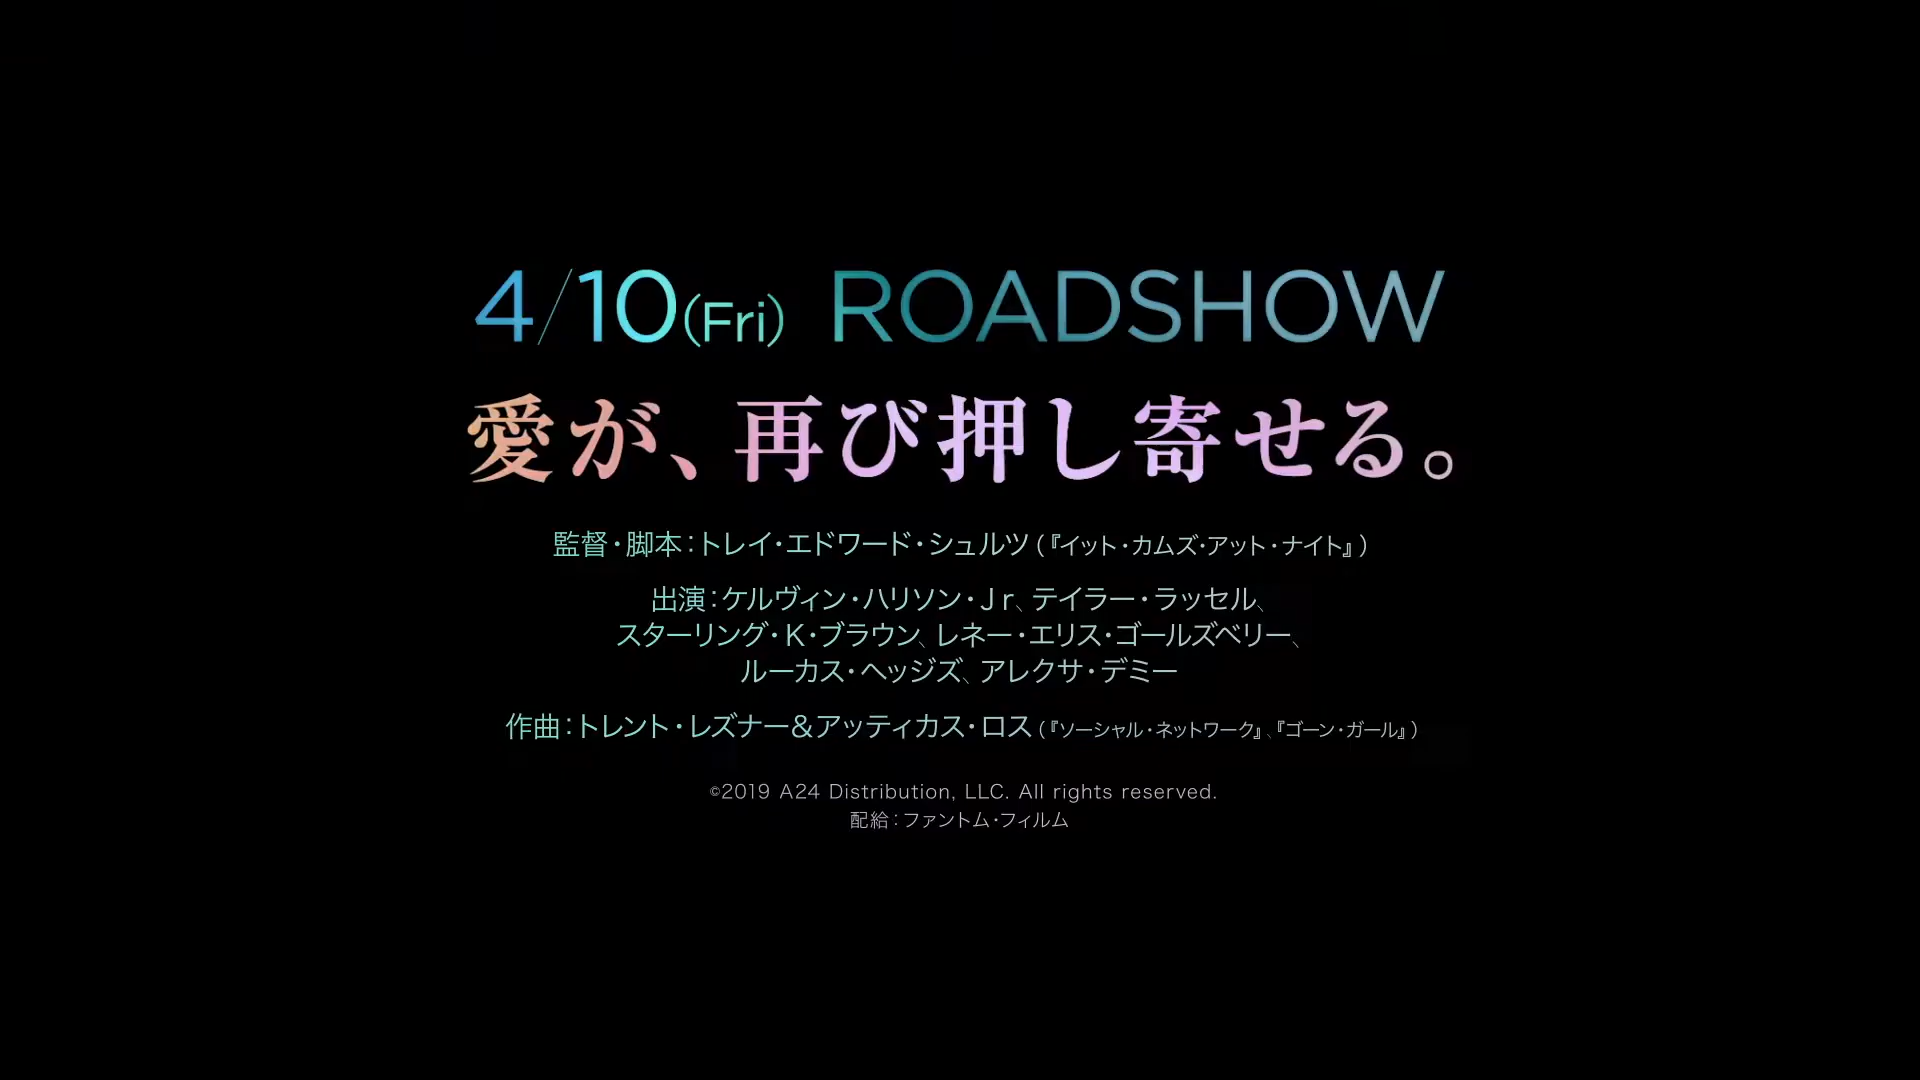 4/10(Fri) ROADSHOW
愛が、再び押し寄せる。
監督・脚本：トレイ・エドワード・シュルツ（『イット・カムズ・アット・ナイト』）
出演：ケルヴィン・ハリソン・Jr、テイラー・ラッセル、
スターリング・K・ブラウン、レネー・エリス・ゴールズベリー、
ルーカス・ヘッジズ、アレクサ・デミー
作曲：トレント・レズナー＆アッティカス・ロス（『ソーシャル・ネットワーク』、『ゴーン・ガール』）
©2019 A24 Distribution, LLC. All rights reserved.
配給：ファントム・フィルム